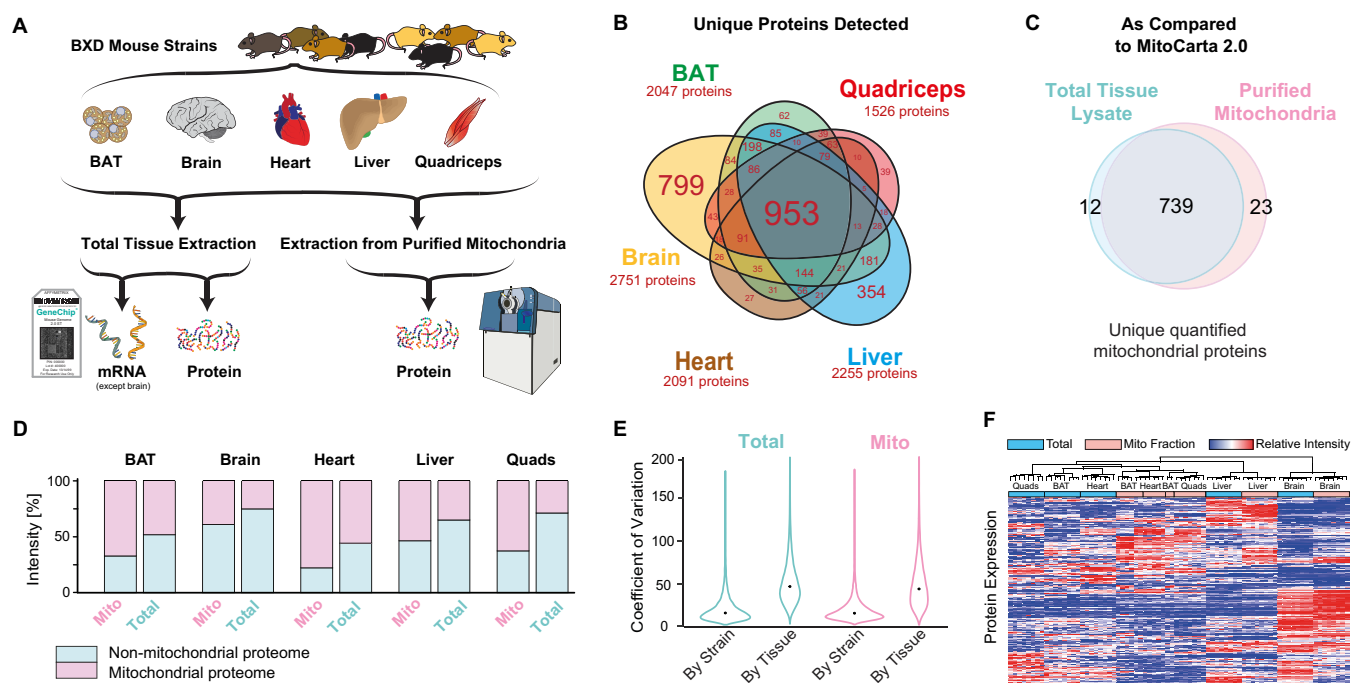 A
BXD Mouse Strains
BAT
Brain
Heart
Liver
Quadriceps
Total Tissue Extraction
Extraction from Purified Mitochondria
AFFYMETRIX
GeneChip
Mouse Genome
mRNA
(except brain)
Protein
Protein
B
Unique Proteins Detected
BAT
2047 proteins
Quadriceps
1526 proteins
Brain
2751 proteins
Heart
2091 proteins
Liver
2255 proteins
62
85
39
63
198
10
79
10
84
86
39
799
28
953
43
13
28
91
26
35
144
21
181
31
56
21
27
354
C
As Compared
to MitoCarta 2.0
Total Tissue
Lysate
Purified
Mitochondria
12
739
23
Unique quantified
mitochondrial proteins
D
BAT
Brain
Heart
Liver
Quads
Intensity [%]
100
50
0
Mito
Total
Mito
Total
Mito
Total
Mito
Total
Mito
Total
Non-mitochondrial proteome
Mitochondrial proteome
E
Total
Mito
Coefficient of Variation
200
150
100
50
0
By Strain
By Tissue
By Strain
By Tissue
F
Total
Mito Fraction
Relative Intensity
Quads
BAT
Heart
BAT
Heart
BAT
Quads
Liver
Liver
Brain
Brain
Protein Expression